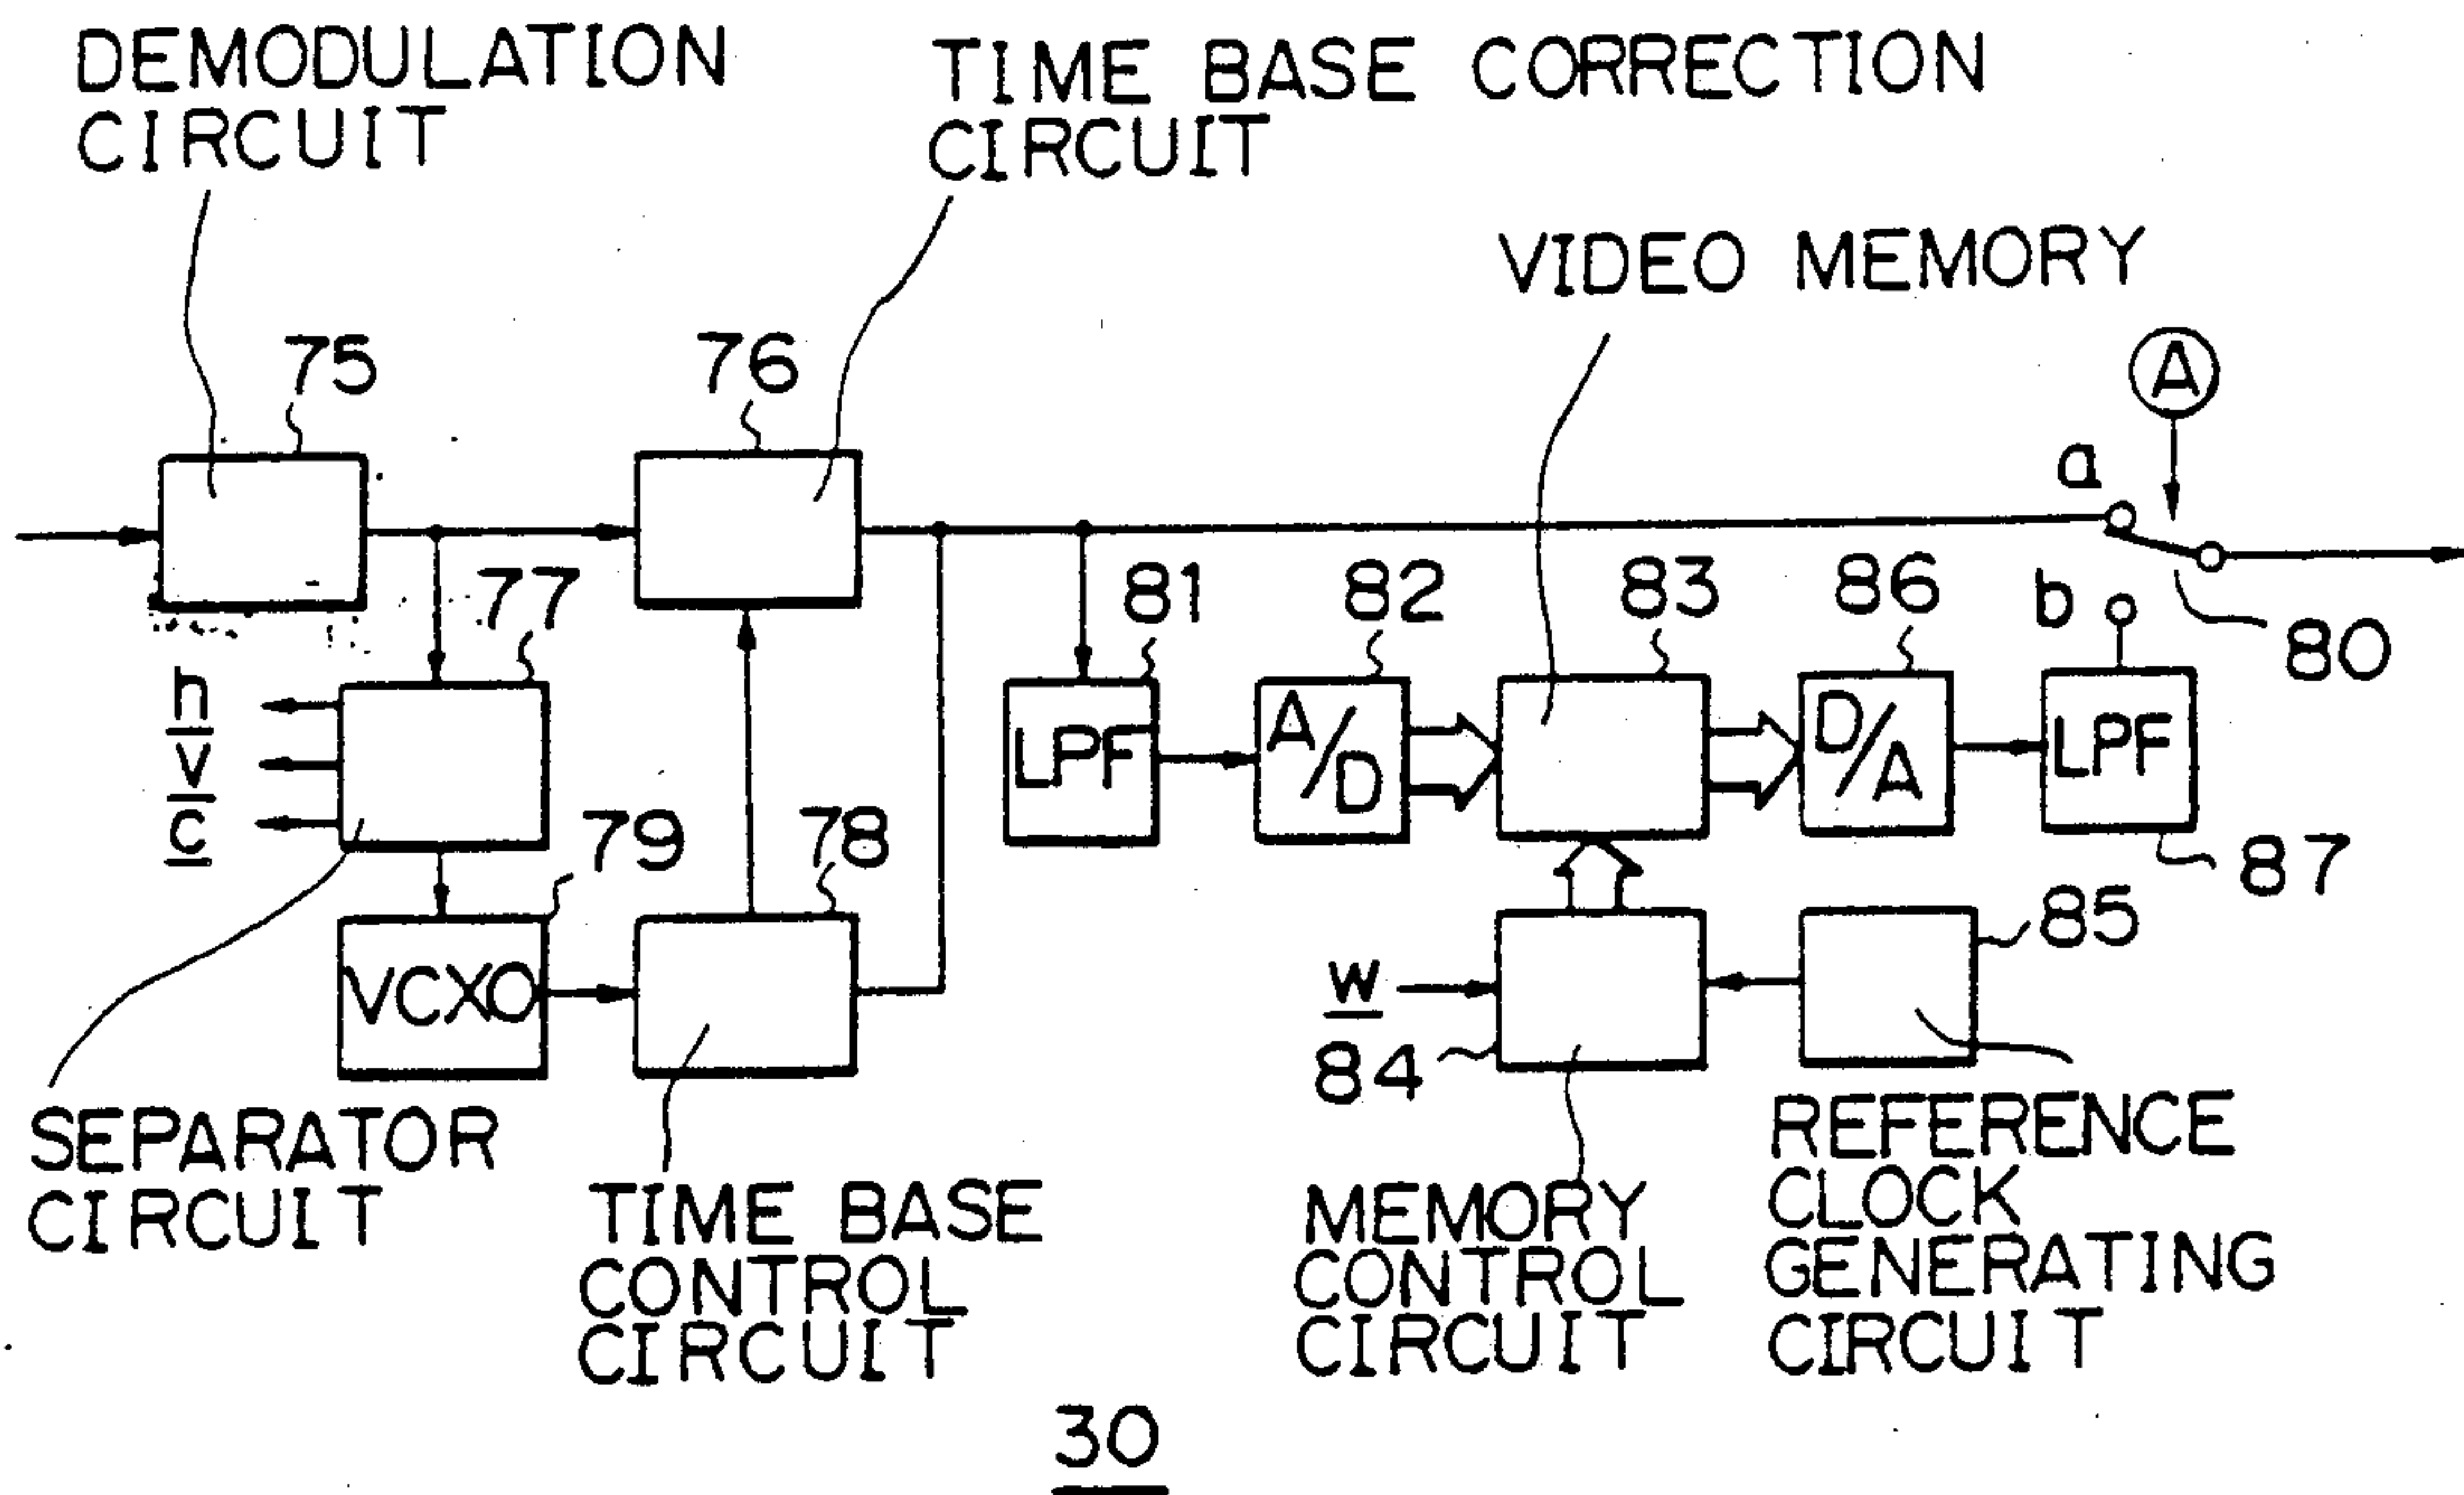 DEMODULATION
CIRCUIT
TIME BASE CORRECTION
CIRCUIT
VIDEO MEMORY
75
76
A
a
77
81
82
83
86
b
80
h
v
c
LPF
A/D
D/A
LPF
79
78
87
85
VCXO
w
84
SEPARATOR
CIRCUIT
TIME BASE
CONTROL
CIRCUIT
MEMORY
CONTROL
CIRCUIT
REFERENCE
CLOCK
GENERATING
CIRCUIT
30